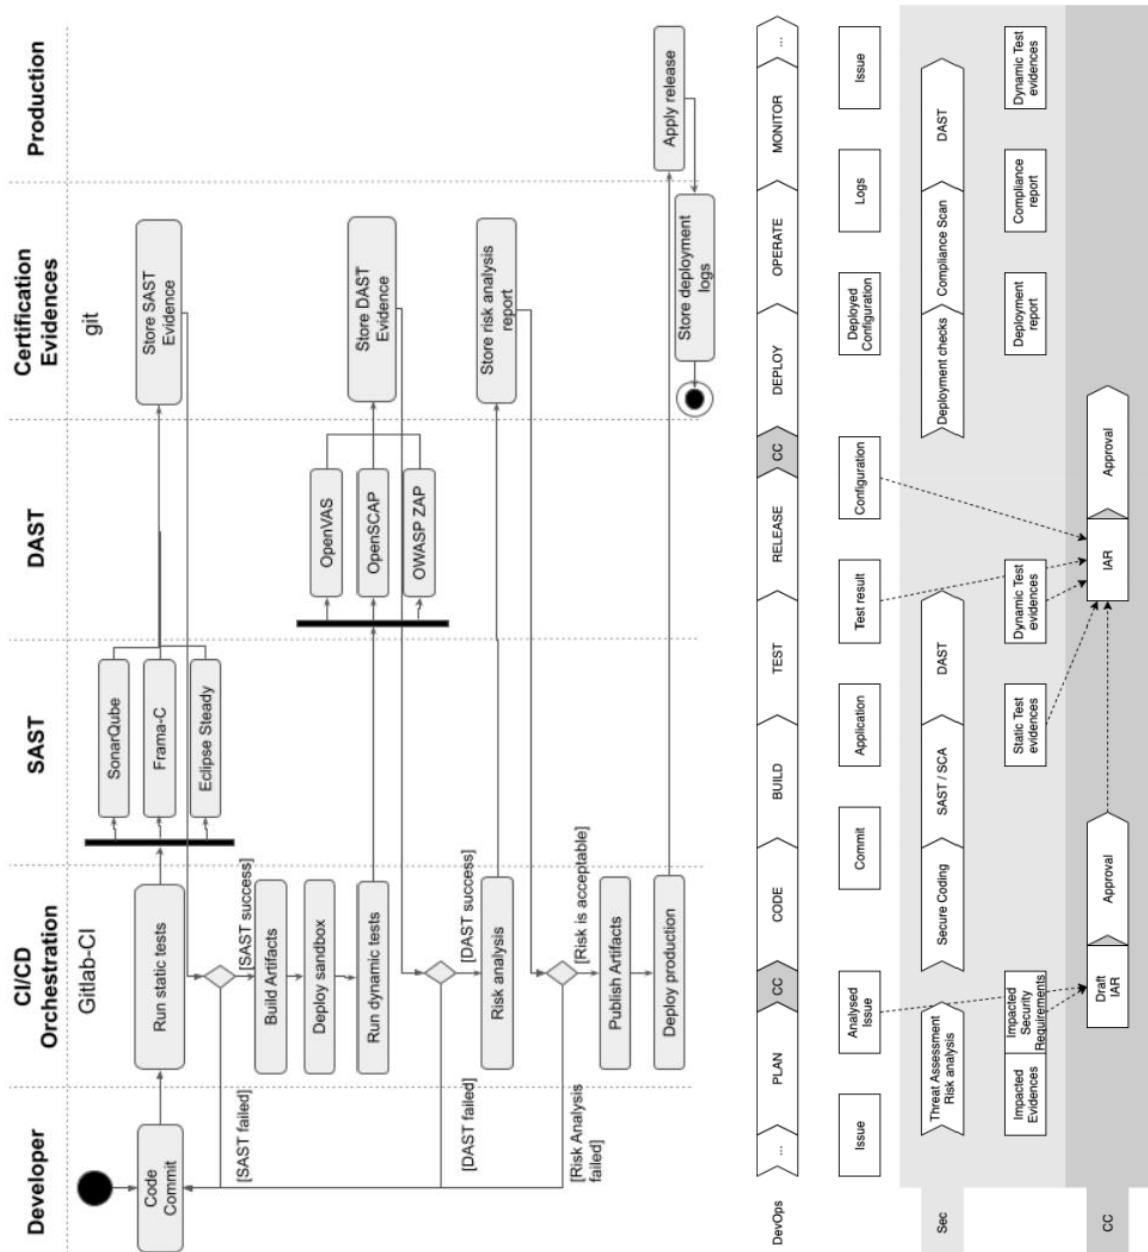 Developer
CI/CD
Orchestration
SAST
DAST
Certification
Evidences
Production
Gitlab-CI
git
Code
Commit
Run static tests
SonarQube
Frama-C
Eclipse Steady
Store SAST
Evidence
[SAST failed]
[SAST success]
Build Artifacts
Deploy sandbox
Run dynamic tests
OpenVAS
OpenSCAP
OWASP ZAP
Store DAST
Evidence
[DAST failed]
[DAST success]
Risk analysis
Store risk analysis
report
[Risk Analysis
failed]
[Risk is acceptable]
Publish Artifacts
Deploy production
Apply release
Store deployment
logs
DevOps
...
PLAN
CC
CODE
BUILD
TEST
RELEASE
CC
DEPLOY
OPERATE
MONITOR
...
Issue
Analysed
Issue
Commit
Application
Test result
Configuration
Deployed
Configuration
Logs
Issue
Sec
Threat Assessment
Risk analysis
Secure Coding
SAST / SCA
DAST
Deployment checks
Compliance Scan
DAST
Impacted
Evidences
Impacted
Security
Requirements
Static Test
evidences
Dynamic Test
evidences
Deployment
report
Compliance
report
Dynamic Test
evidences
CC
Draft
IAR
Approval
IAR
Approval